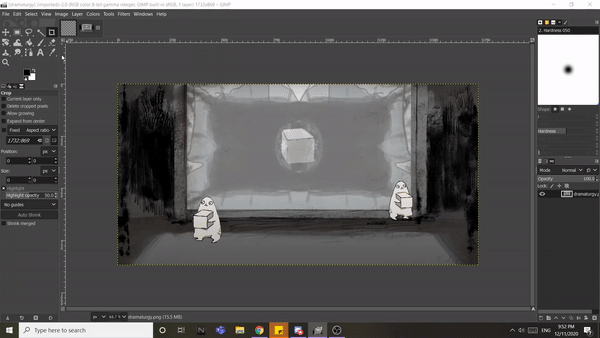 [dramaturgy] (imported)-2.0 (RGB color 8-bit gamma integer, GIMP built-in sRGB, 1 layer) 1732x869 – GIMP
File Edit Select View Image Layer Colors Tools Filters Windows Help
Crop
Current layer only
Delete cropped pixels
Allow growing
Expand from center
Fixed Aspect ratio
1732:869
Position: px
0 0
Size: px
0 0
Highlight
Highlight opacity 50.0
No guides
Auto Shrink
Shrink merged
2. Hardness 050
Hardness
Mode Normal
Opacity 100.0
Lock:
dramaturgy.p
px 66.7 % dramaturgy.png (15.5 MB)
Type here to search
ENG
9:52 PM
12/11/2020